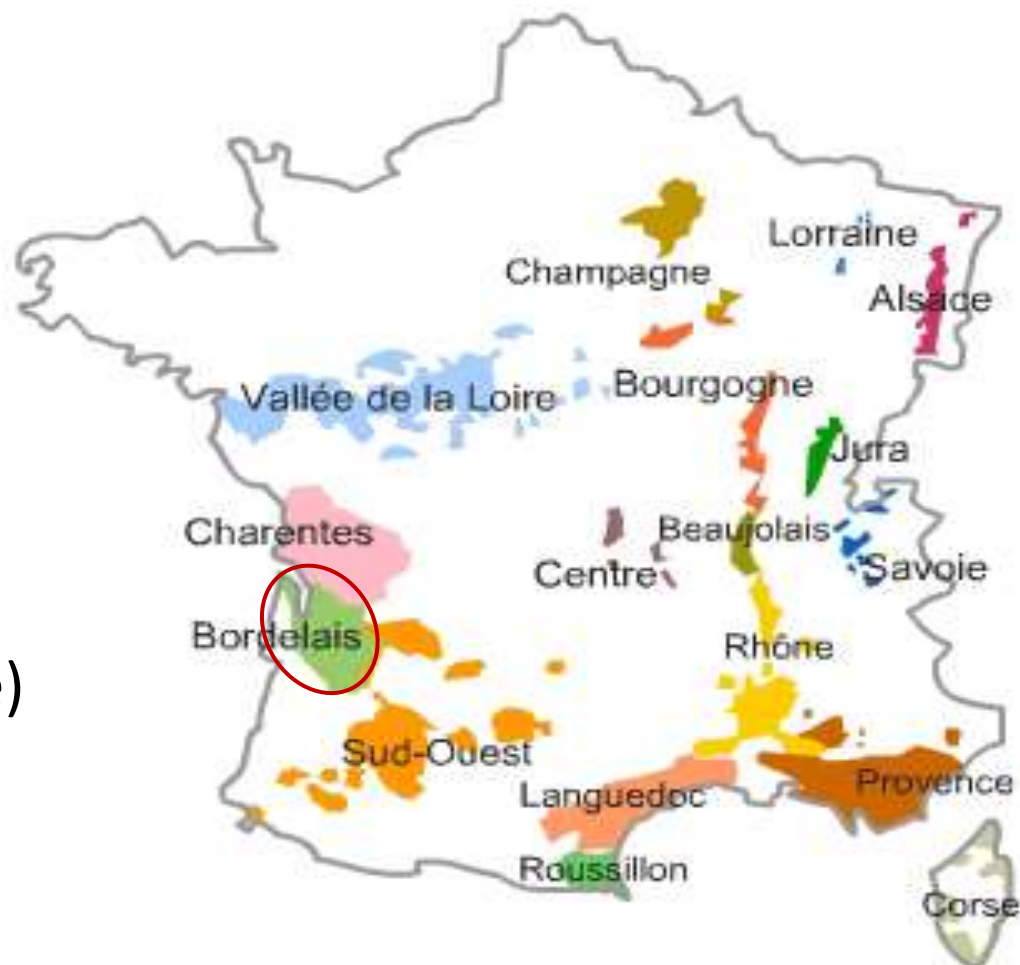 Lorraine
Champagne
Alsace
Bourgogne
Vallée de la Loire
Jura
Charentes
Beaujolais
Centre
Savoie
Bordelais
Rhône
)
Sud-Ouest
Languedoc
Provence
Roussillon
Corse